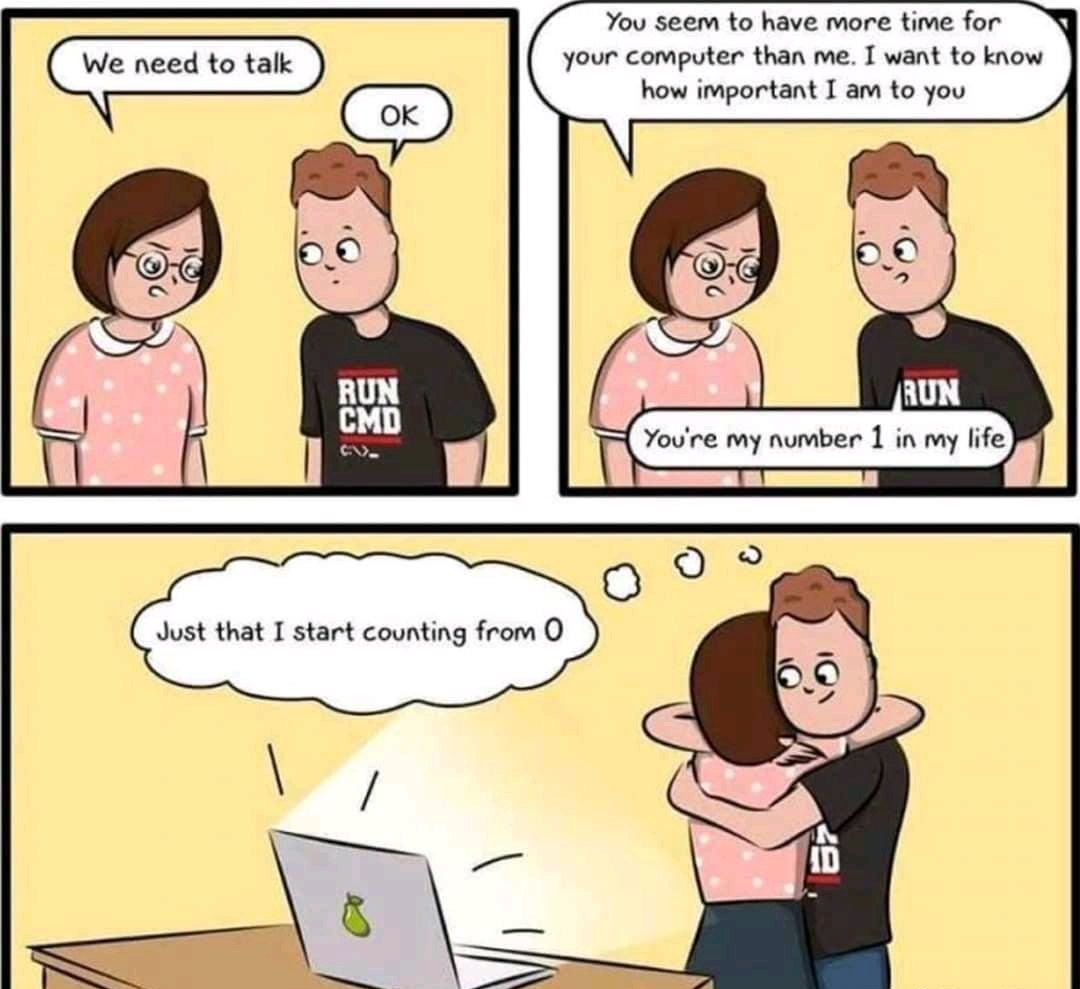 We need to talk
OK
RUN
CMD
C:\>_
You seem to have more time for
your computer than me. I want to know
how important I am to you
RUN
You're my number 1 in my life
Just that I start counting from 0